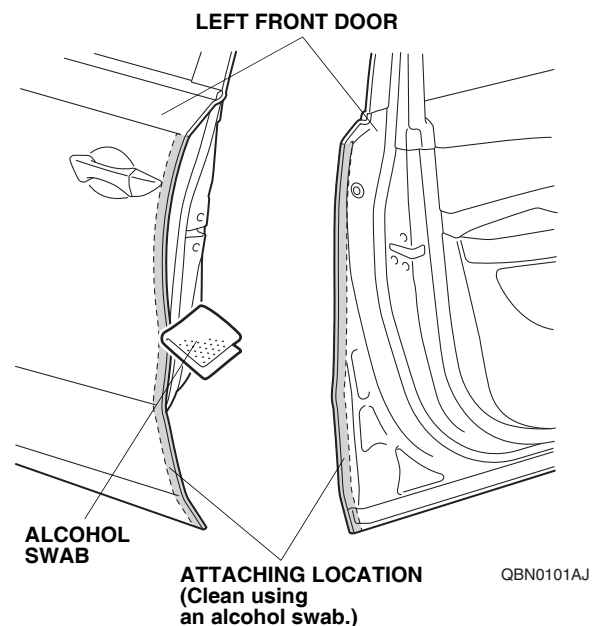 LEFT FRONT DOOR
ALCOHOL
SWAB
ATTACHING LOCATION
(Clean using
an alcohol swab.)
QBN0101AJ